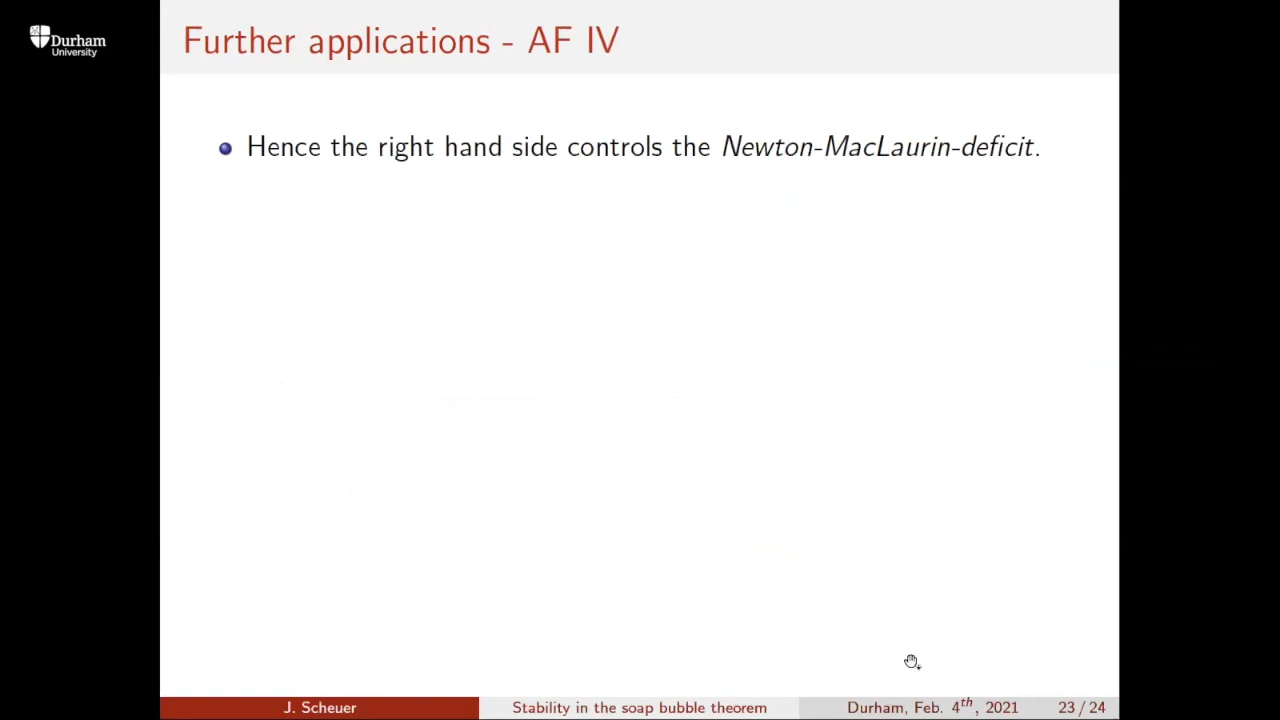 Durham
University
Further applications - AF IV
Hence the right hand side controls the Newton-MacLaurin-deficit.
J. Scheuer
Stability in the soap bubble theorem
Durham, Feb. 4th, 2021
23 / 24